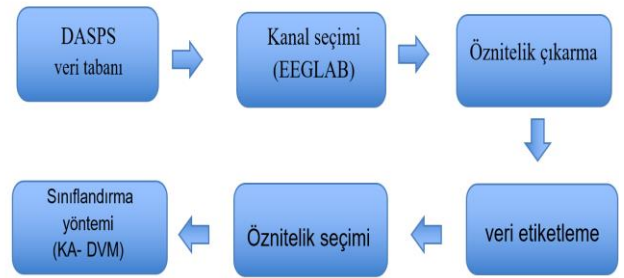 DASPS
veri tabanı
Kanal seçimi
(EEGLAB)
Öznitelik çıkarma
veri etiketleme
Öznitelik seçimi
Sınıflandırma
yöntemi
(KA- DVM)